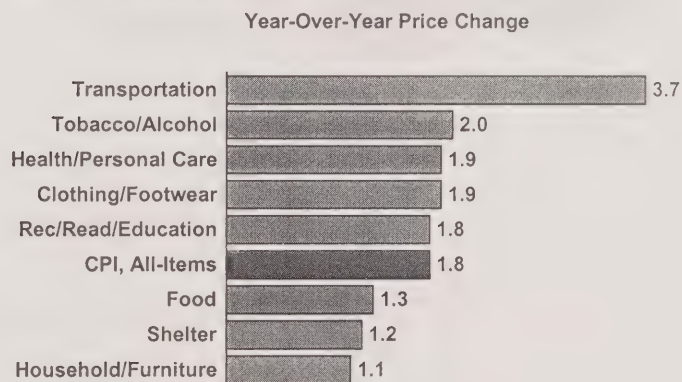 Year-Over-Year Price Change
Transportation 3.7
Tobacco/Alcohol 2.0
Health/Personal Care 1.9
Clothing/Footwear 1.9
Rec/Read/Education 1.8
CPI, All-Items 1.8
Food 1.3
Shelter 1.2
Household/Furniture 1.1